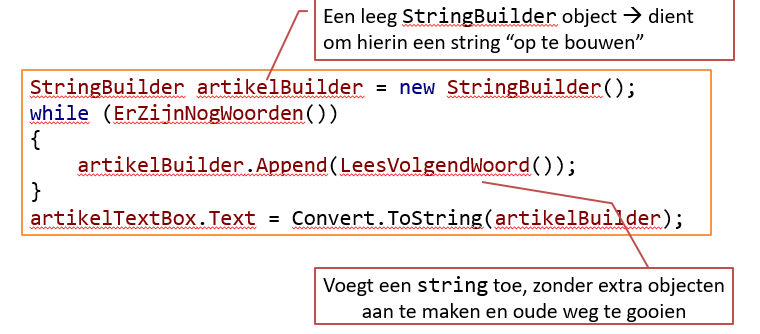 Een leeg StringBuilder object → dient
om hierin een string “op te bouwen”
StringBuilder artikelBuilder = new StringBuilder();
while (ErZijnNogWoorden())
{
    artikelBuilder.Append(LeesVolgendWoord());
}
artikelTextBox.Text = Convert.ToString(artikelBuilder);
Voegt een string toe, zonder extra objecten
aan te maken en oude weg te gooien